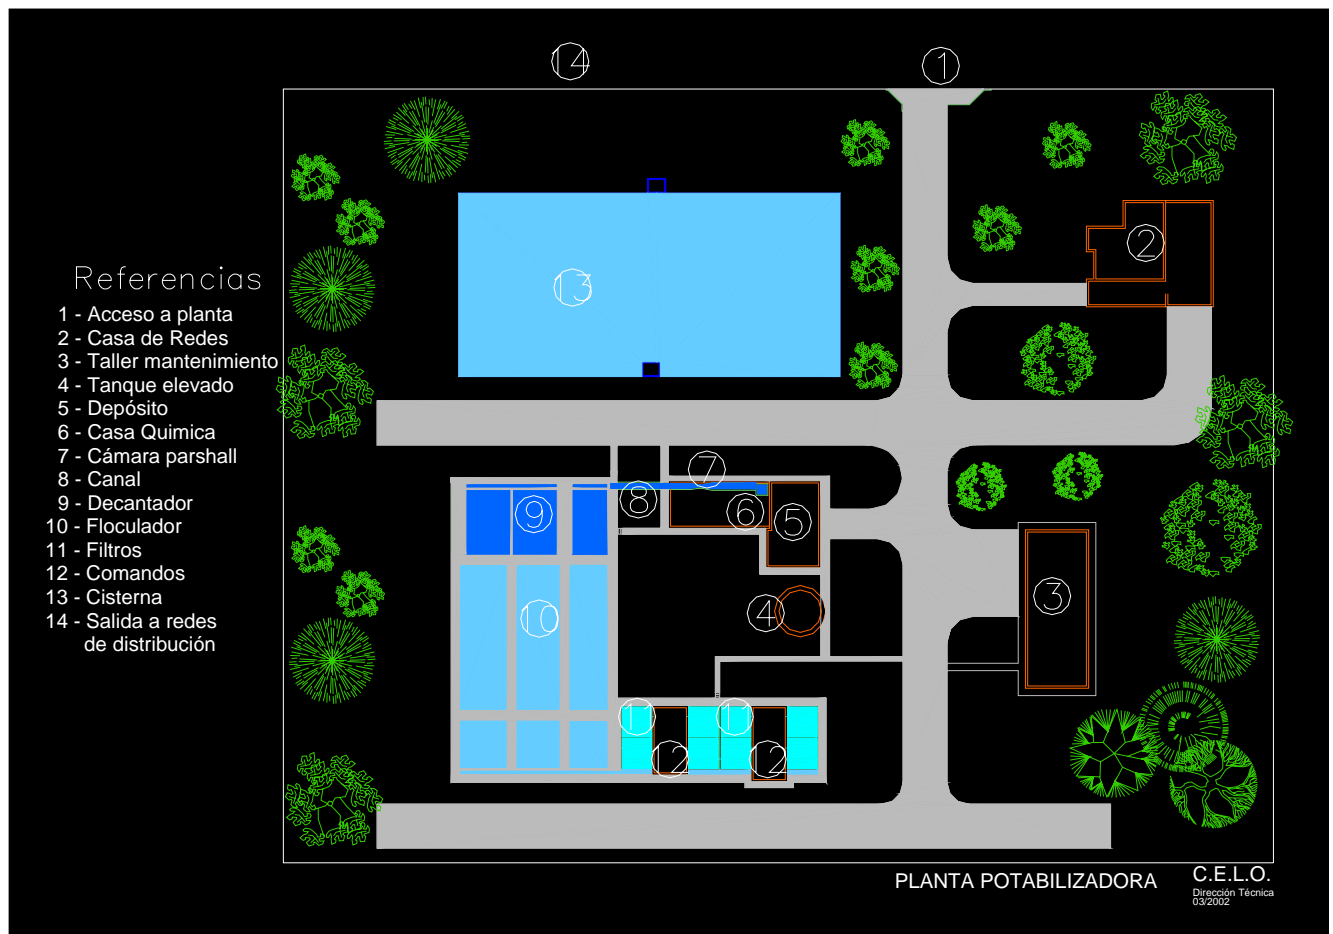 14
1
2
13
Referencias
1 - Acceso a planta
2 - Casa de Redes
3 - Taller mantenimiento
4 - Tanque elevado
5 - Depósito
6 - Casa Quimica
7 - Cámara parshall
8 - Canal
9 - Decantador
10 - Floculador
11 - Filtros
12 - Comandos
13 - Cisterna
14 - Salida a redes
de distribución
7
8
6
9
5
3
4
10
11
11
12
12
PLANTA POTABILIZADORA
C.E.L.O.
Dirección Técnica
03/2002